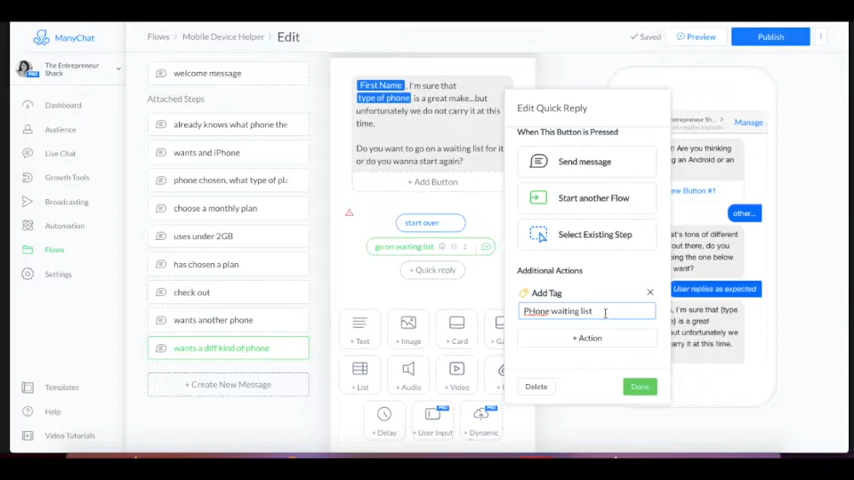 ManyChat
Flows > Mobile Device Helper > Edit
Saved
Preview
Publish
The Entrepreneur
Shack
PRO
Dashboard
Audience
Live Chat
Growth Tools
Broadcasting
Automation
Flows
Settings
Templates
Help
Video Tutorials
welcome message
Attached Steps
already knows what phone the
wants and iPhone
phone chosen, what type of pla
choose a monthly plan
uses under 2GB
has chosen a plan
check out
wants another phone
wants a diff kind of phone
+ Create New Message
First Name , I'm sure that
type of phone is a great make...but
unfortunately we do not carry it at this
time.
Do you want to go on a waiting list for it
or do you wanna start again?
+ Add Button
start over
go on waiting list 1
+ Quick reply
+ Text
+ Image
+ Card
+ List
+ Audio
+ Video
+ Delay
PRO
+ User Input
PRO
+ Dynamic
Edit Quick Reply
When This Button is Pressed
Send message
Start another Flow
Select Existing Step
Additional Actions
Add Tag
PHone waiting list
+ Action
Delete
Done
Entrepreneur Sh...
Manage
! Are you thinking
g an Android or an
ew Button #1
other...
t's tons of different
out there, do you
ng the one below
want?
User replies as expected
, I'm sure that {type
} is a great
ut unfortunately we
arry it at this time.